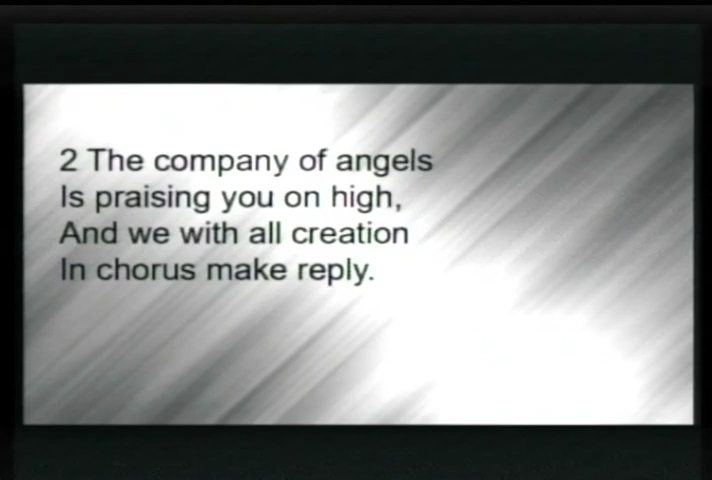 2 The company of angels
Is praising you on high,
And we with all creation
In chorus make reply.